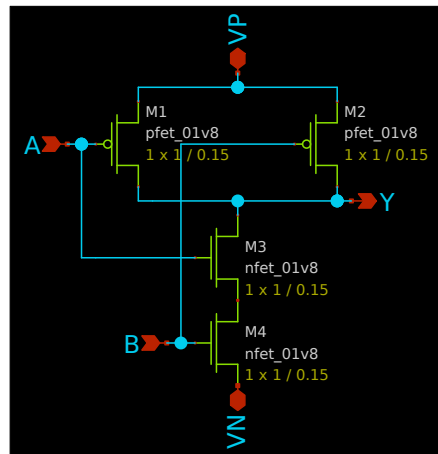 VP
M1
pfet_01v8
1 x 1 / 0.15
M2
pfet_01v8
1 x 1 / 0.15
A
Y
M3
nfet_01v8
1 x 1 / 0.15
B
M4
nfet_01v8
1 x 1 / 0.15
VN